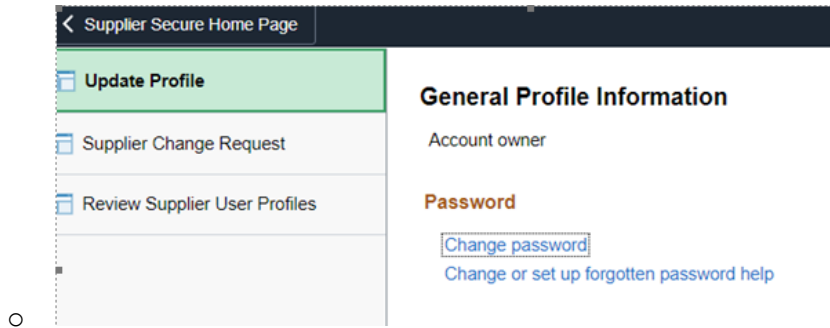 Supplier Secure Home Page
Update Profile
Supplier Change Request
Review Supplier User Profiles
General Profile Information
Account owner
Password
Change password
Change or set up forgotten password help